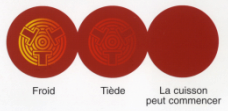 Froid
Tiède
La cuisson
peut commencer